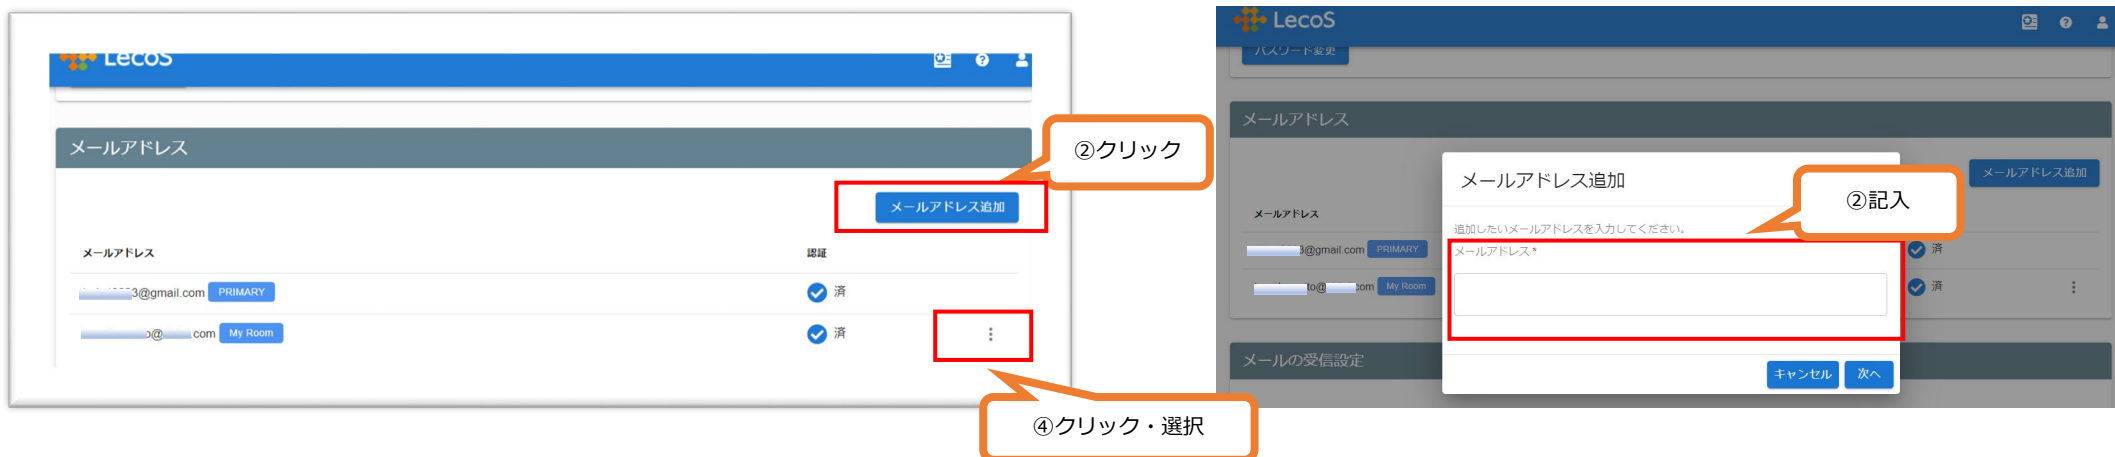 LecoS
メールアドレス
②クリック
メールアドレス追加
メールアドレス 認証
3@gmail.com PRIMARY 済
@ com My Room 済
④クリック・選択
LecoS
パスワード変更
メールアドレス
メールアドレス追加
メールアドレス追加
②記入
メールアドレス
追加したいメールアドレスを入力してください。
メールアドレス*
@gmail.com PRIMARY 済
to@ com My Room 済
メールの受信設定
キャンセル 次へ